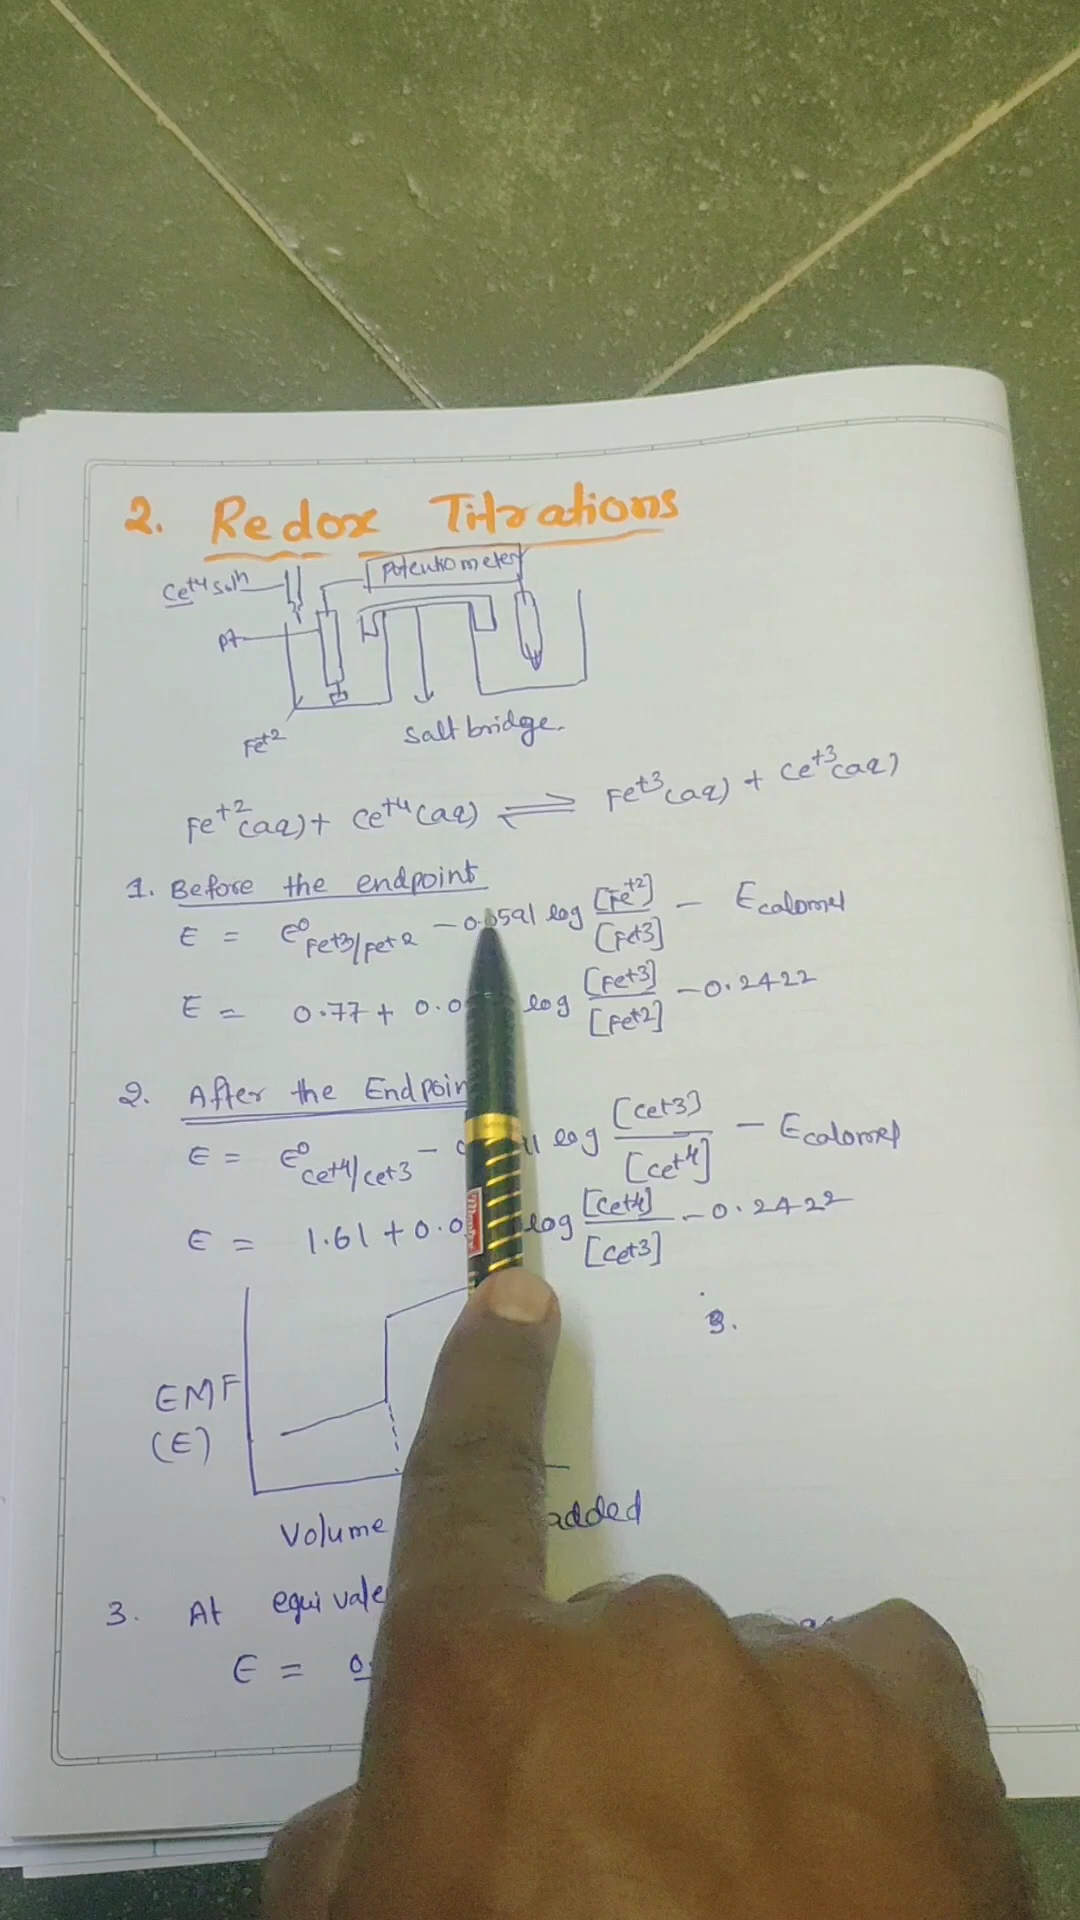 2. Redox Titrations
Potentiometer
Ce+4 soln
pt
Fe+2
Salt bridge.
Fe+2(aq) + Ce+4(aq) ⇌ Fe+3(aq) + Ce+3(aq)
1. Before the endpoint
E = E⁰ Fe+3/Fe+2 - 0.0591 log [Fe+2]/[Fe+3] - Ecalomel
E = 0.77 + 0.0 log [Fe+3]/[Fe+2] - 0.2422
2. After the Endpoin
E = E⁰ Ce+4/Ce+3 - log [Ce+3]/[Ce+4] - Ecalomel
E = 1.61 + 0.0 log [Ce+4]/[Ce+3] - 0.2422
3.
EMF
(E)
Volume added
3. At equivale
E = 0.